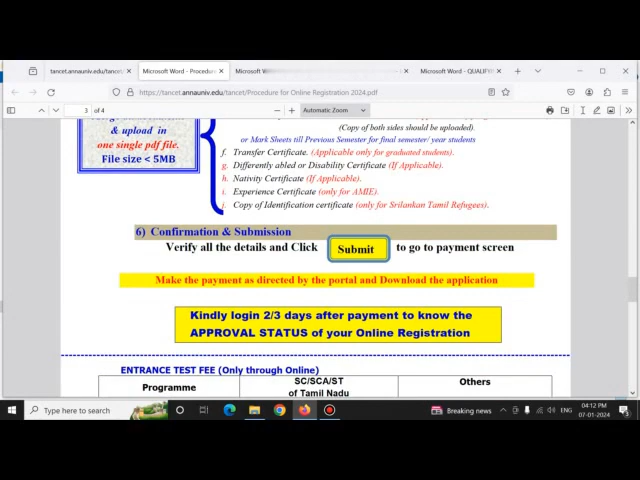 tancet.annauniv.edu/tancet
Microsoft Word - Procedure
Microsoft W
Microsoft Word - QUALIFY
https://tancet.annauniv.edu/tancet/Procedure for Online Registration 2024.pdf
3 of 4
Automatic Zoom
(Copy of both sides should be uploaded).
& upload in
or Mark Sheets till Previous Semester for final semester/ year students
one single pdf file.
f. Transfer Certificate. (Applicable only for graduated students).
File size < 5MB
g. Differently abled or Disability Certificate (If Applicable).
h. Nativity Certificate (If Applicable).
i. Experience Certificate (only for AMIE).
j. Copy of Identification certificate (only for Srilankan Tamil Refugees).
6) Confirmation & Submission
Verify all the details and Click Submit to go to payment screen
Make the payment as directed by the portal and Download the application
Kindly login 2/3 days after payment to know the
APPROVAL STATUS of your Online Registration
ENTRANCE TEST FEE (Only through Online)
Programme
SC/SCA/ST
of Tamil Nadu
Others
Type here to search
Breaking news
ENG
04:12 PM
07-01-2024